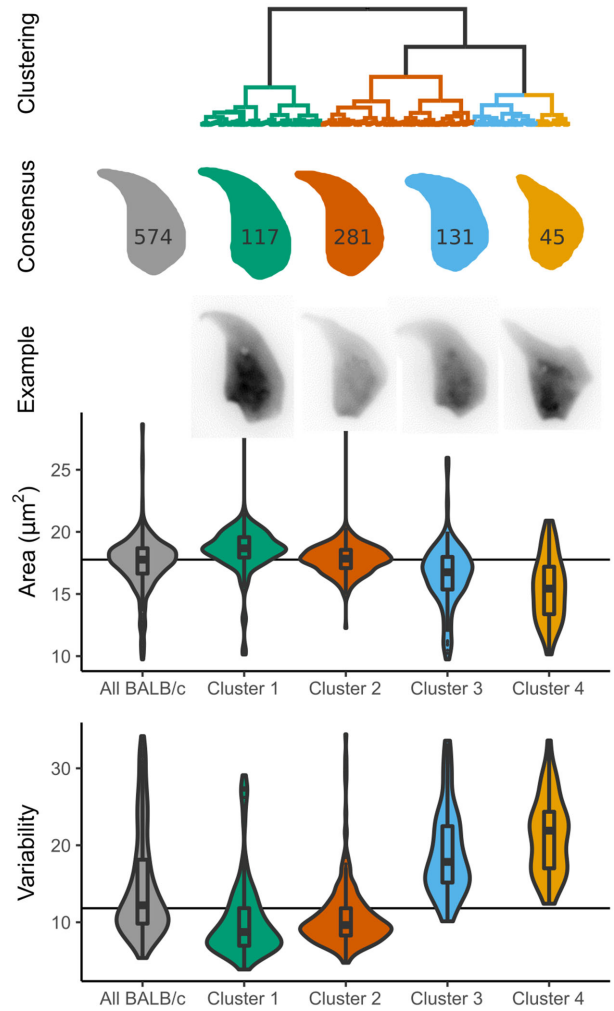 Clustering
Consensus
574 117 281 131 45
Example
Area (μm²)
25
20
15
10
All BALB/c Cluster 1 Cluster 2 Cluster 3 Cluster 4
Variability
30
20
10
All BALB/c Cluster 1 Cluster 2 Cluster 3 Cluster 4